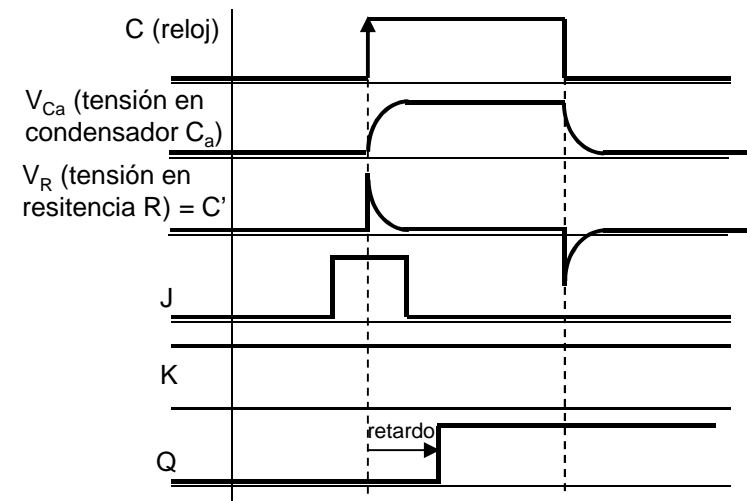 C (reloj)
V_Ca (tensión en
condensador C_a)
V_R (tensión en
resitencia R) = C’
J
K
retardo
Q